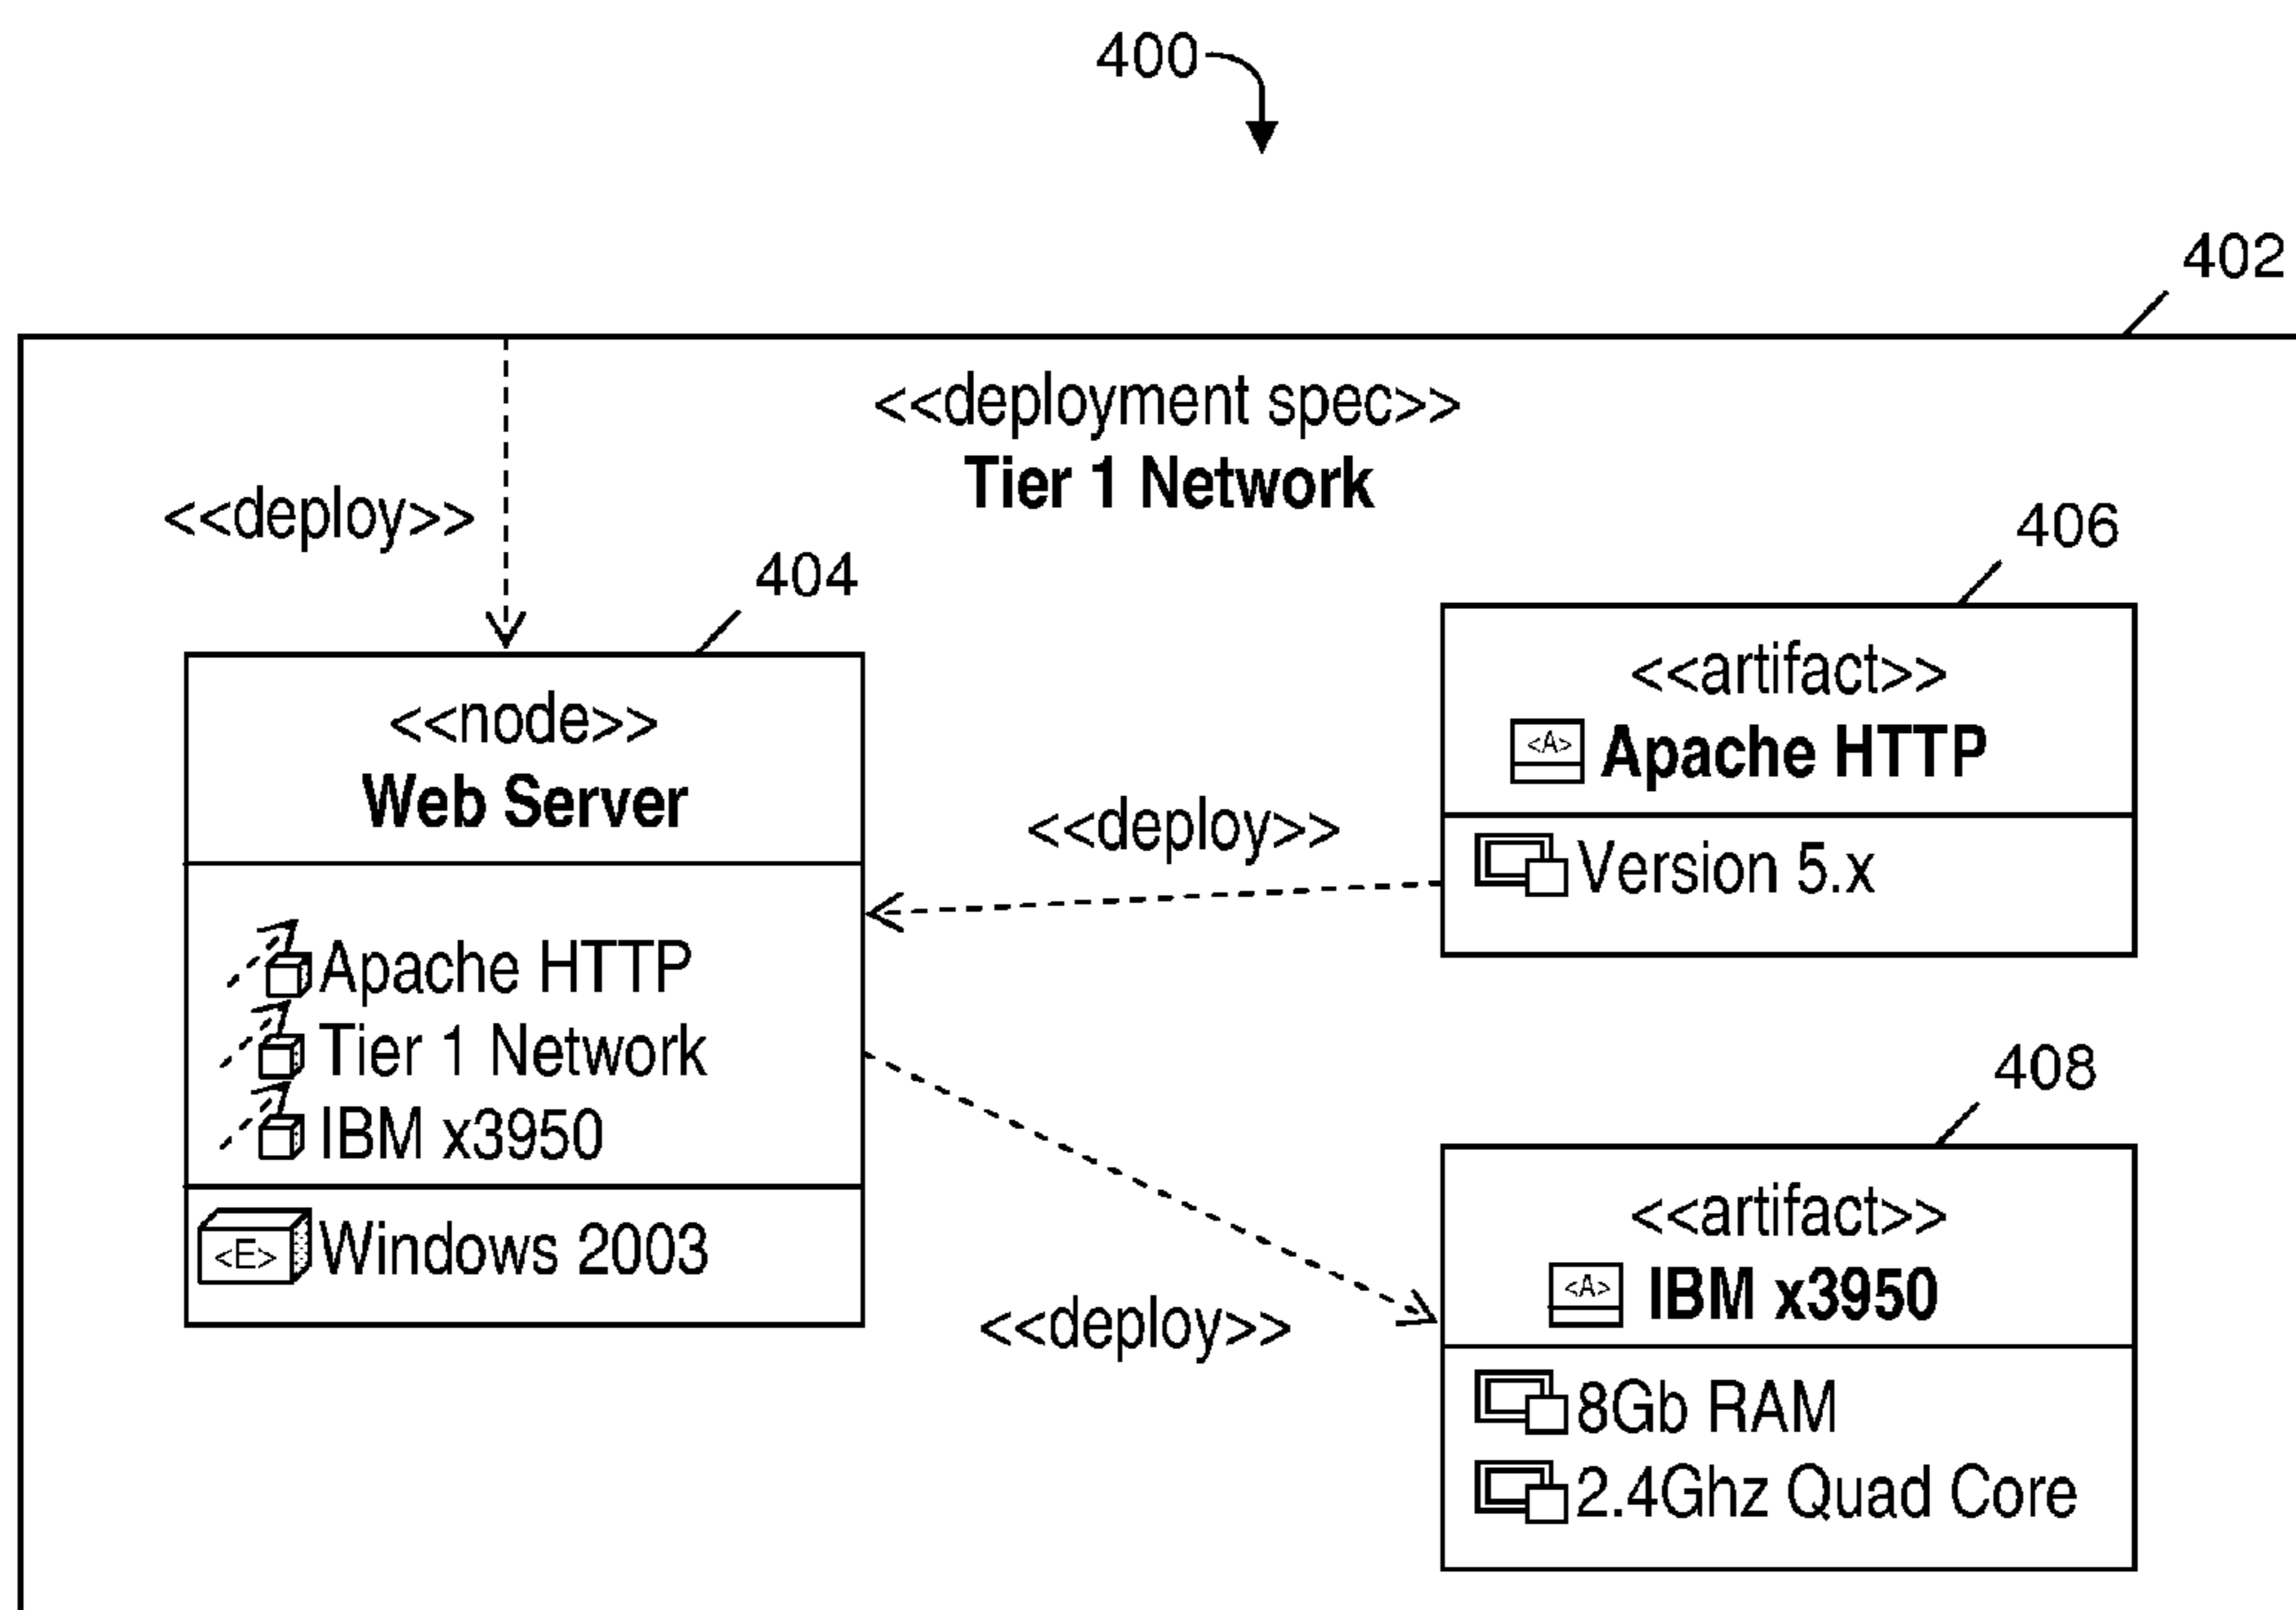 400
402
<<deployment spec>>
Tier 1 Network
<<deploy>>
404
406
<<node>>
Web Server
Apache HTTP
Tier 1 Network
IBM x3950
<E> Windows 2003
<<deploy>>
<<artifact>>
<A> Apache HTTP
Version 5.x
408
<<deploy>>
<<artifact>>
<A> IBM x3950
8Gb RAM
2.4Ghz Quad Core